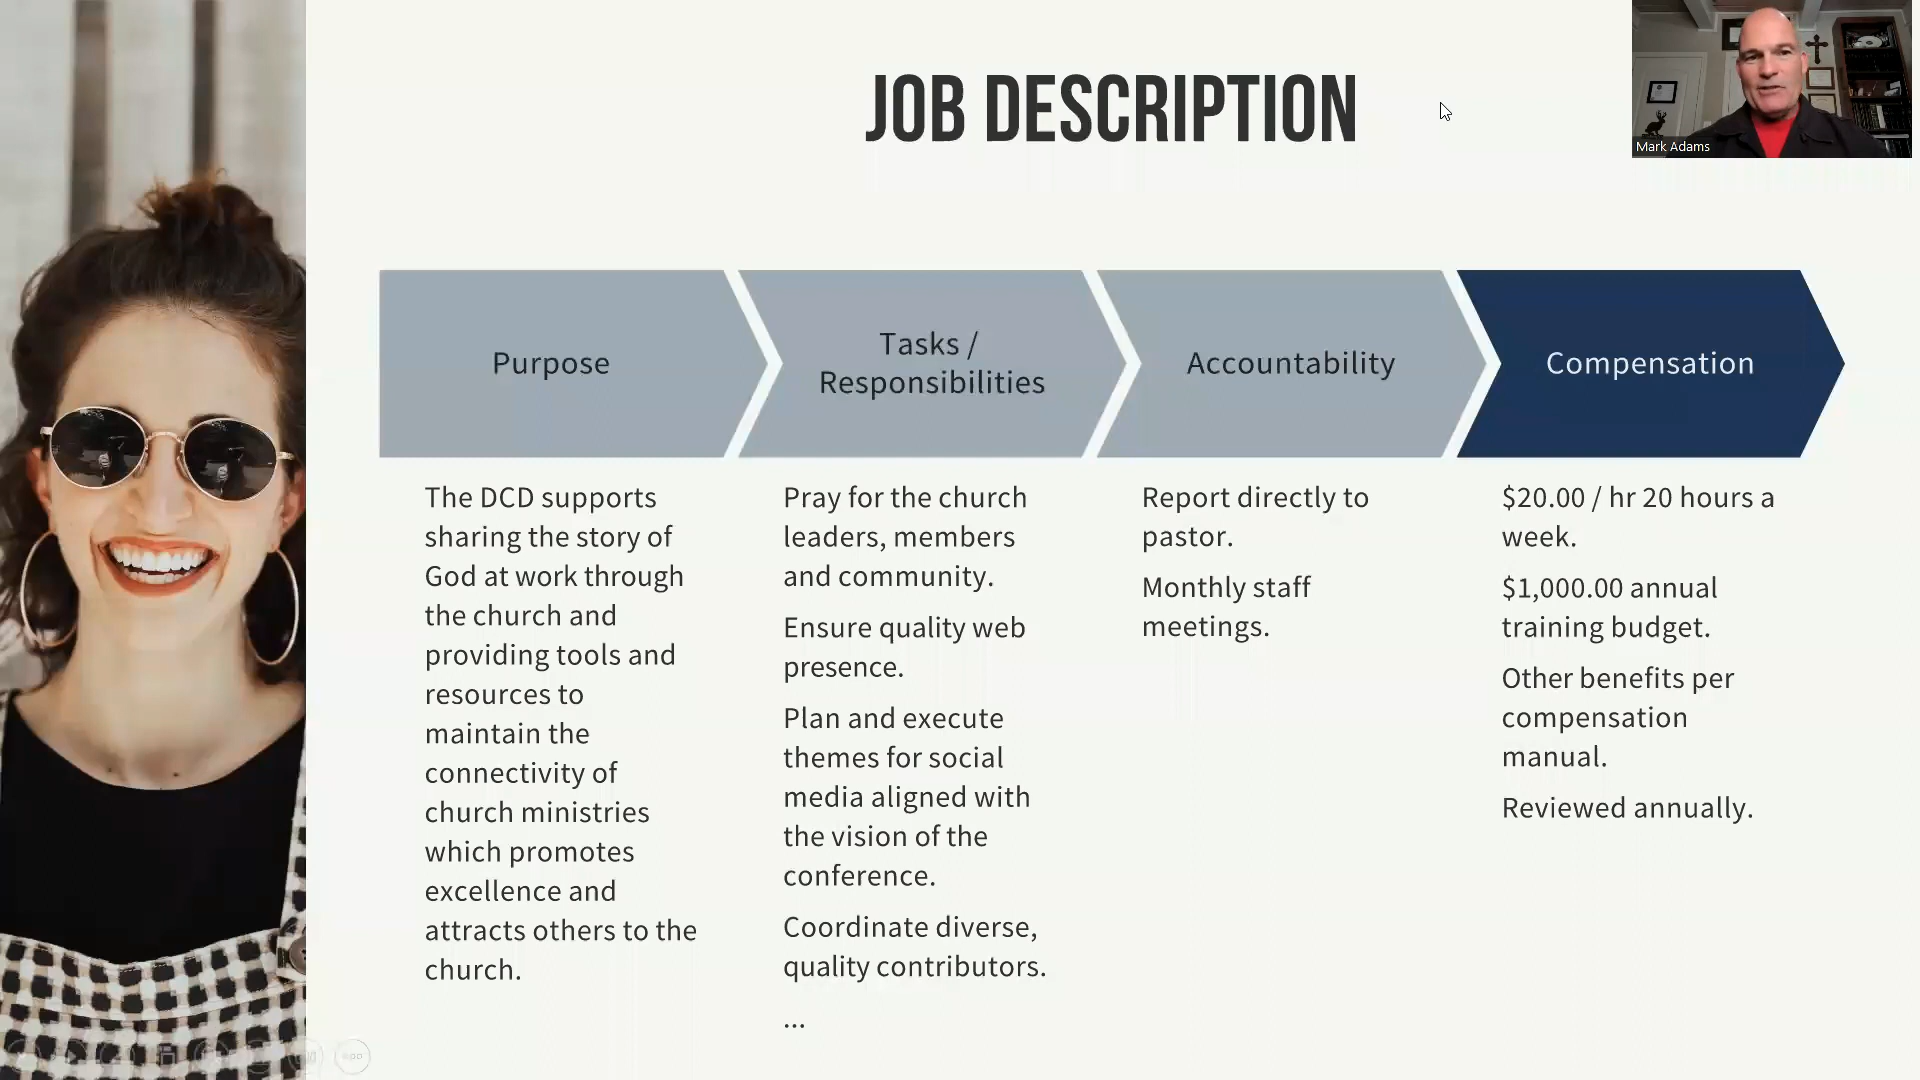 JOB DESCRIPTION
Mark Adams
Purpose
Tasks /
Responsibilities
Accountability
Compensation
The DCD supports
sharing the story of
God at work through
the church and
providing tools and
resources to
maintain the
connectivity of
church ministries
which promotes
excellence and
attracts others to the
church.
Pray for the church
leaders, members
and community.
Ensure quality web
presence.
Plan and execute
themes for social
media aligned with
the vision of the
conference.
Coordinate diverse,
quality contributors.
...
Report directly to
pastor.
Monthly staff
meetings.
$20.00 / hr 20 hours a
week.
$1,000.00 annual
training budget.
Other benefits per
compensation
manual.
Reviewed annually.